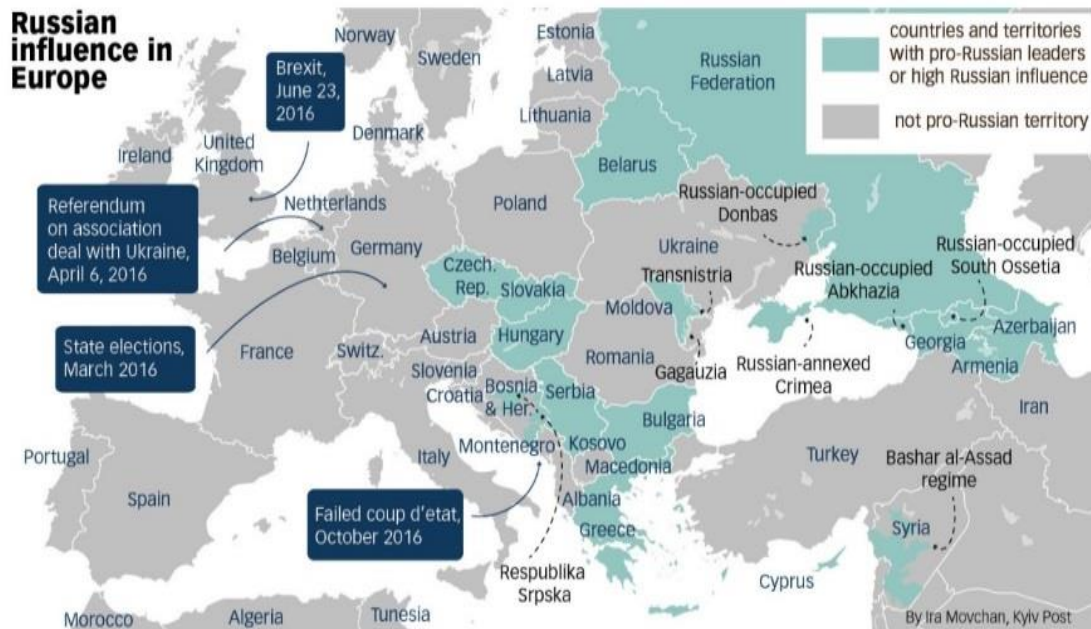 Russian
influence in
Europe
countries and territories
with pro-Russian leaders
or high Russian influence
not pro-Russian territory
Brexit,
June 23,
2016
Referendum
on association
deal with Ukraine,
April 6, 2016
State elections,
March 2016
Failed coup d'etat,
October 2016
Norway
Sweden
Estonia
Latvia
Lithuania
Russian
Federation
Denmark
Ireland
United
Kingdom
Belarus
Neth­terlands
Poland
Russian-occupied
Donbas
Belgium
Germany
Ukraine
Russian-occupied
South Ossetia
Czech.
Rep.
Slovakia
Transnistria
Russian-occupied
Abkhazia
Moldova
Hungary
Austria
France
Switz.
Romania
Georgia
Azerbaijan
Armenia
Slovenia
Croatia
Bosnia
& Her.
Serbia
Gagauzia
Russian-annexed
Crimea
Iran
Bulgaria
Montenegro
Kosovo
Portugal
Spain
Italy
Macedonia
Turkey
Bashar al-Assad
regime
Albania
Greece
Syria
Respublika
Srpska
Cyprus
Morocco
Algeria
Tunesia
By Ira Movchan, Kyiv Post